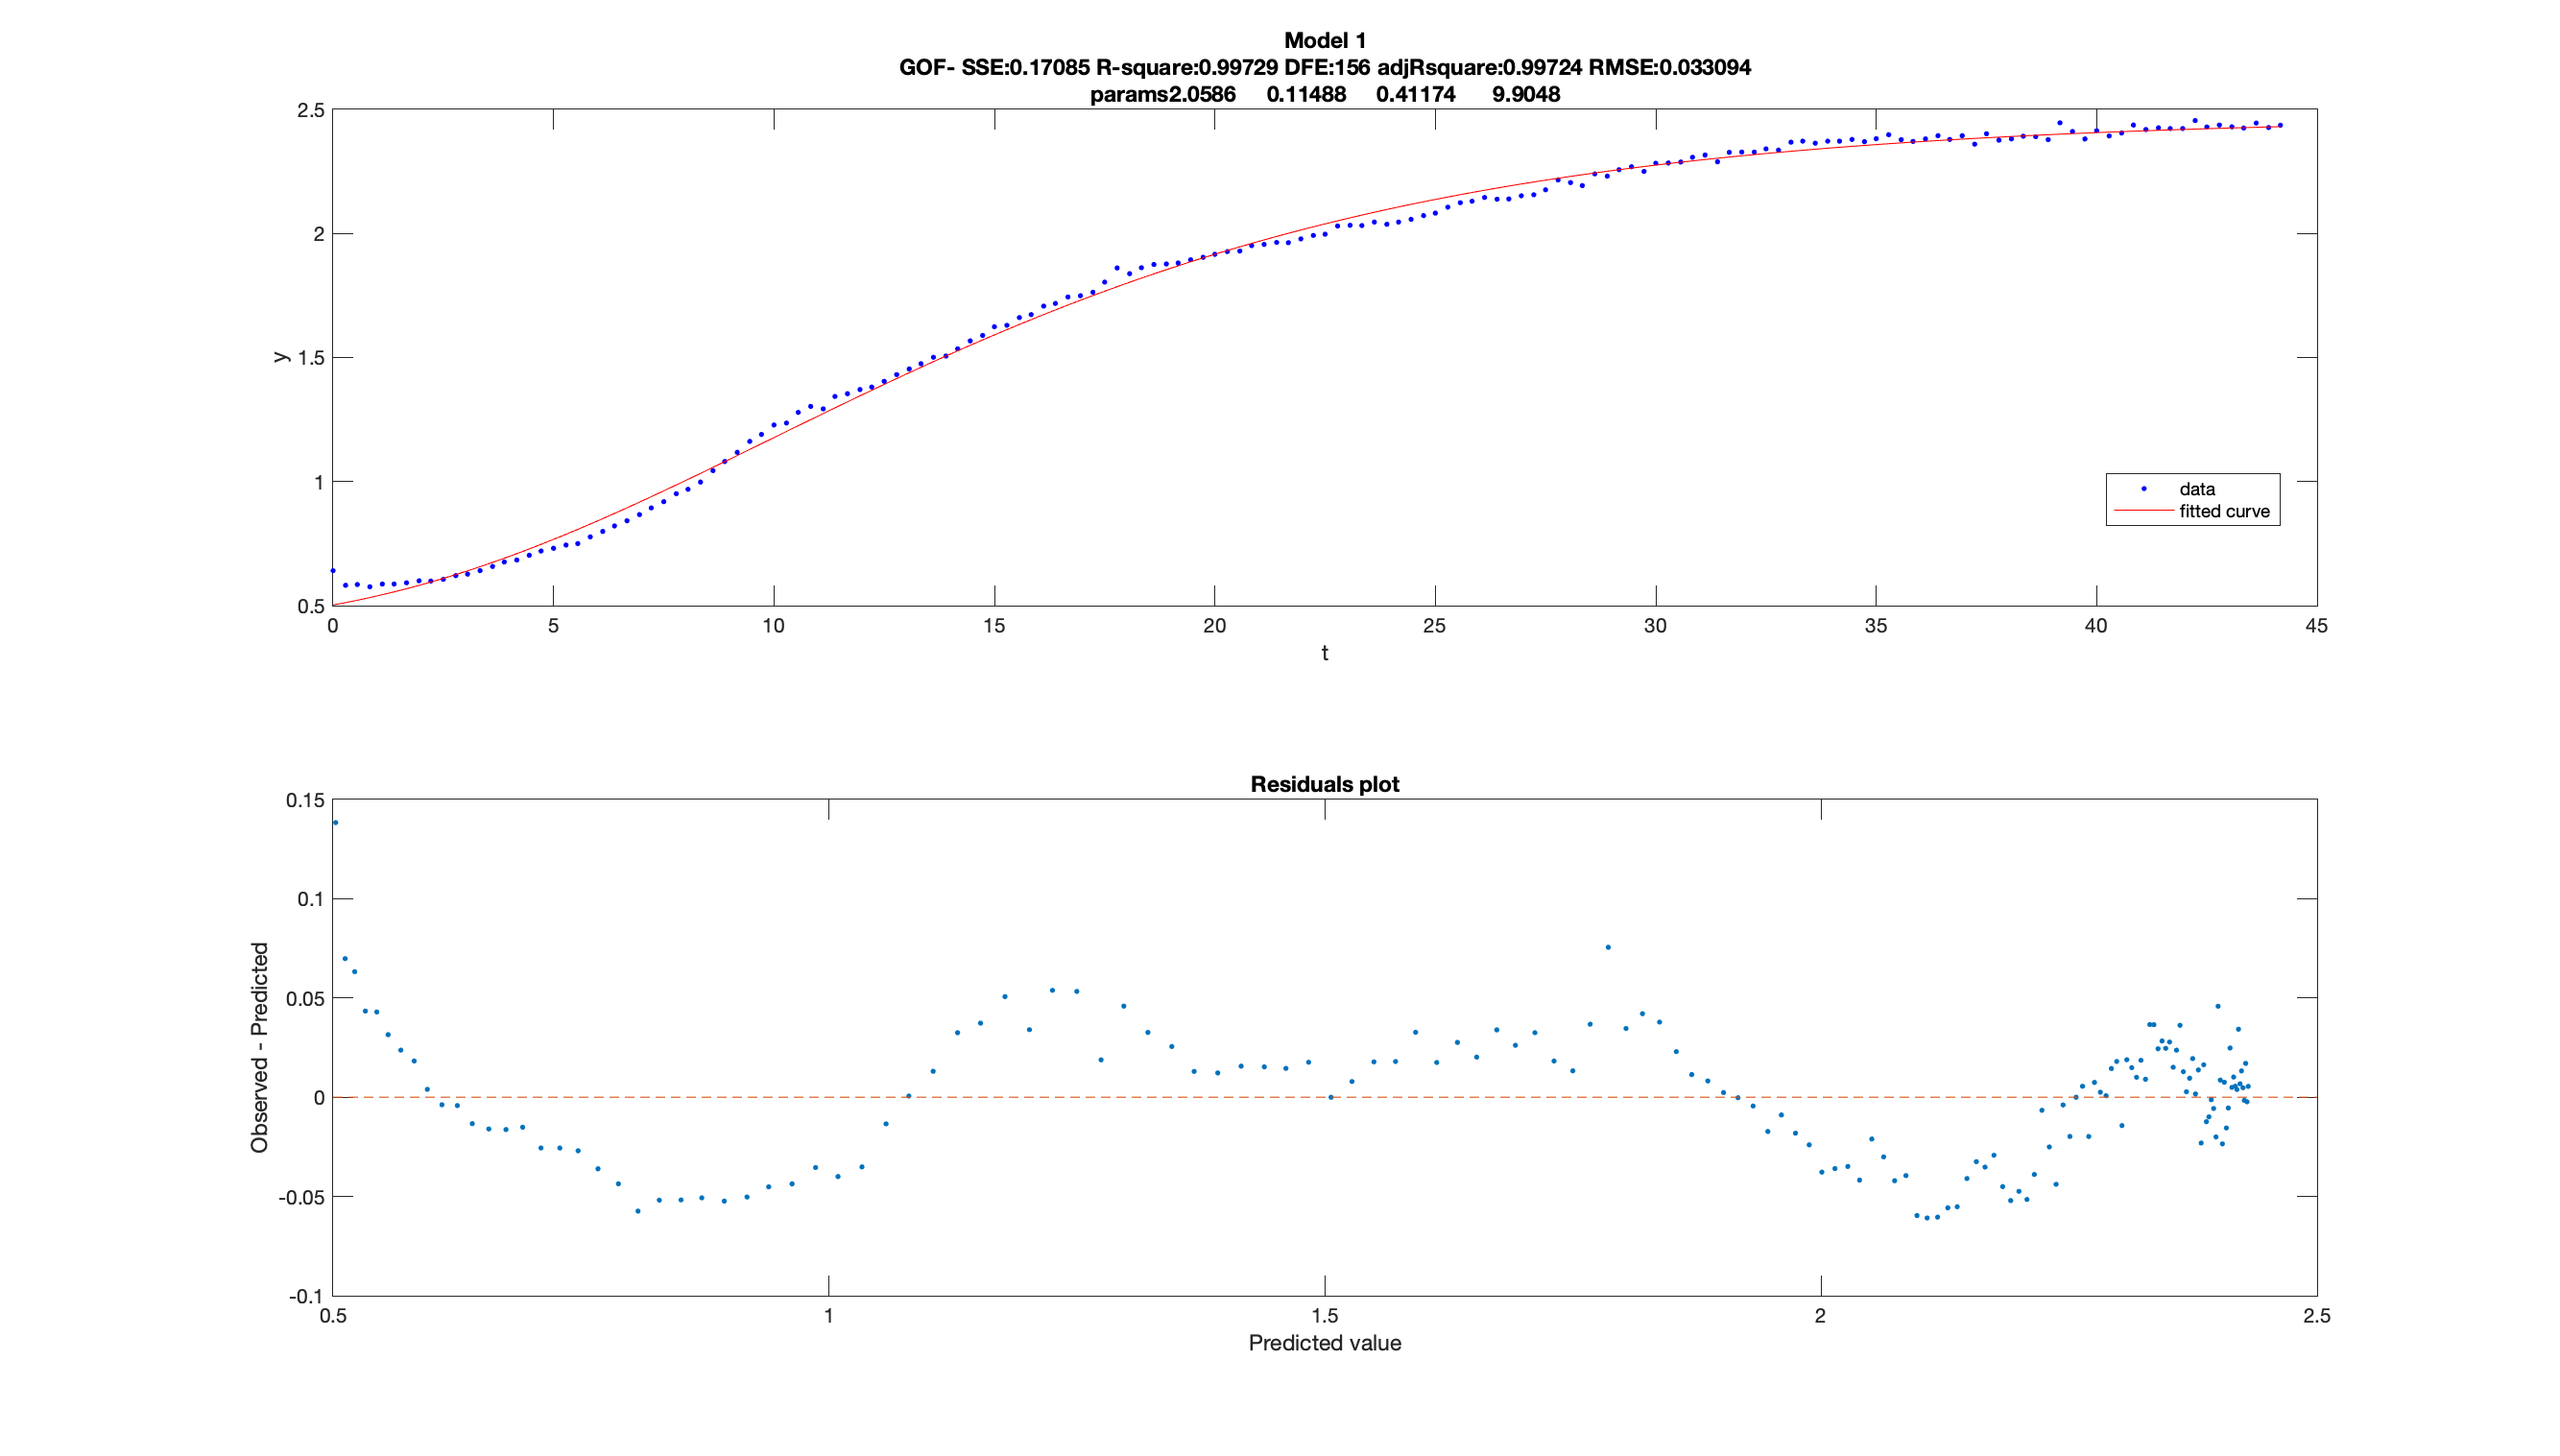 Model 1
GOF- SSE:0.17085 R-square:0.99729 DFE:156 adjRsquare:0.99724 RMSE:0.033094
params2.0586 0.11488 0.41174 9.9048
2.5
2
1.5
1
0.5
y
0 5 10 15 20 25 30 35 40 45
t
data
fitted curve
Residuals plot
0.15
0.1
0.05
0
-0.05
-0.1
Observed - Predicted
0.5 1 1.5 2 2.5
Predicted value